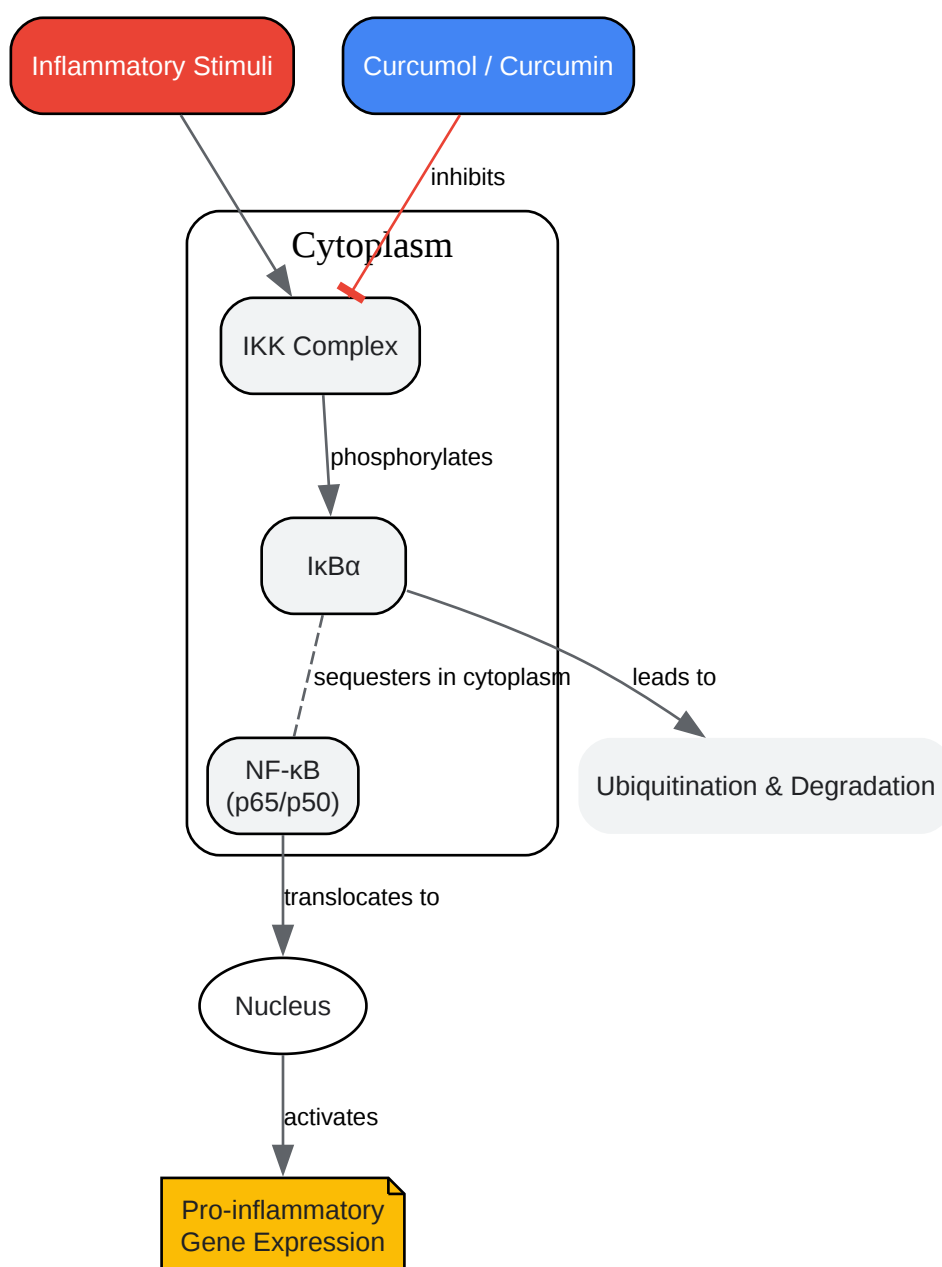 Inflammatory Stimuli
Curcumol / Curcumin
inhibits
Cytoplasm
IKK Complex
phosphorylates
IκBα
sequesters in cytoplasm
leads to
NF-κB
(p65/p50)
Ubiquitination & Degradation
translocates to
Nucleus
activates
Pro-inflammatory
Gene Expression